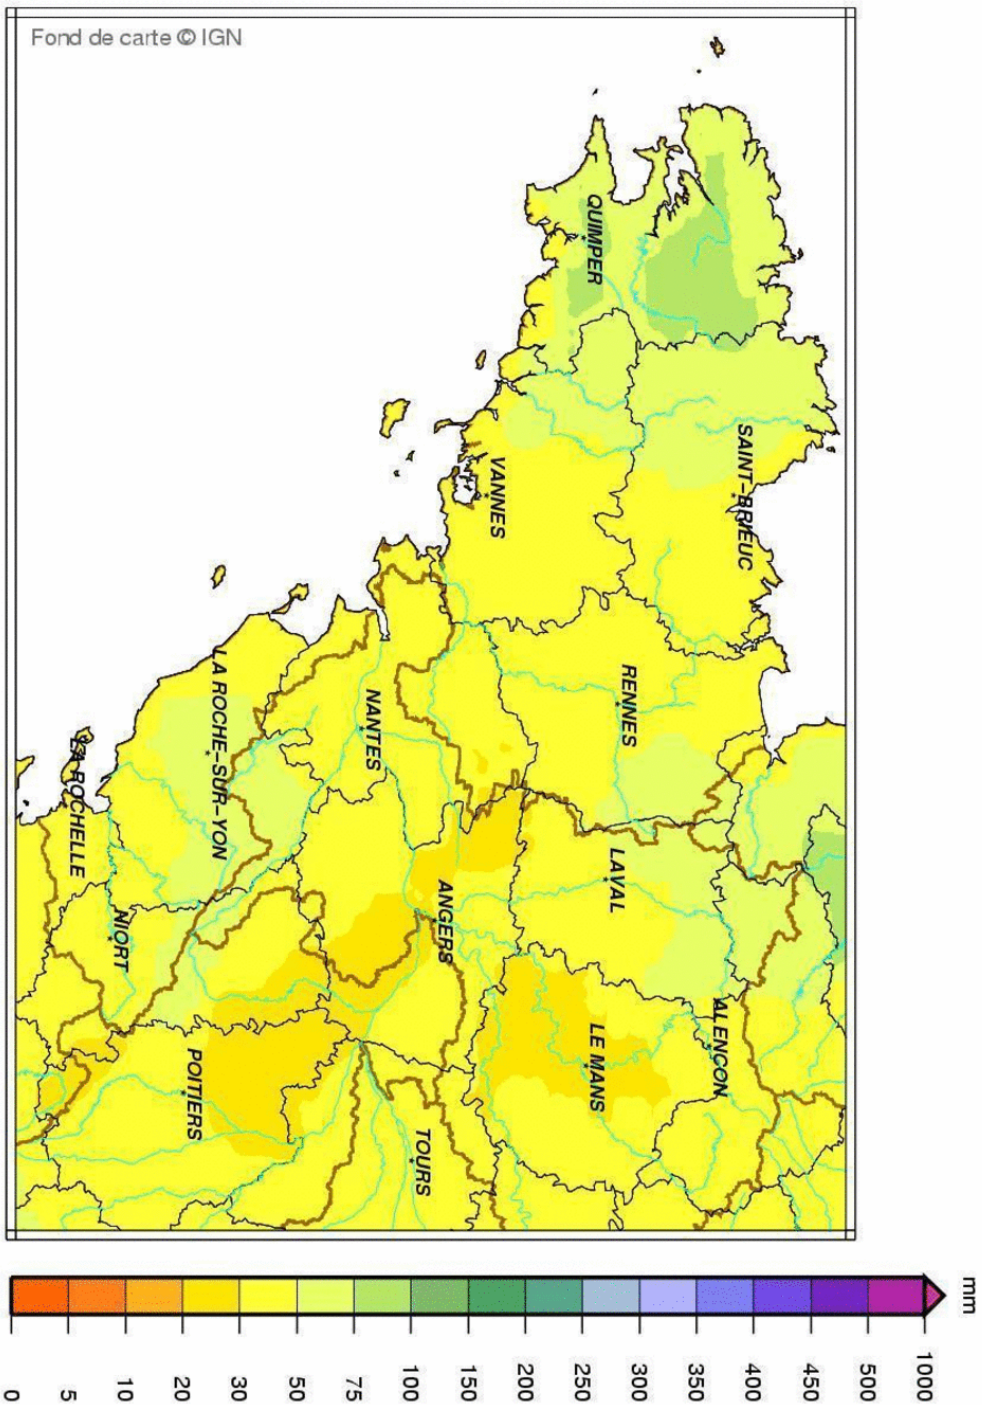 Fond de carte © IGN
QUIMPER
SAINT-BRIEUC
VANNES
RENNES
LA ROCHE-SUR-YON
NANTES
LA ROCHELLE
LAVAL
ANGERS
NIORT
ALENCON
LE MANS
POITIERS
TOURS
mm
0 5 10 20 30 50 75 100 150 200 250 300 350 400 450 500 1000